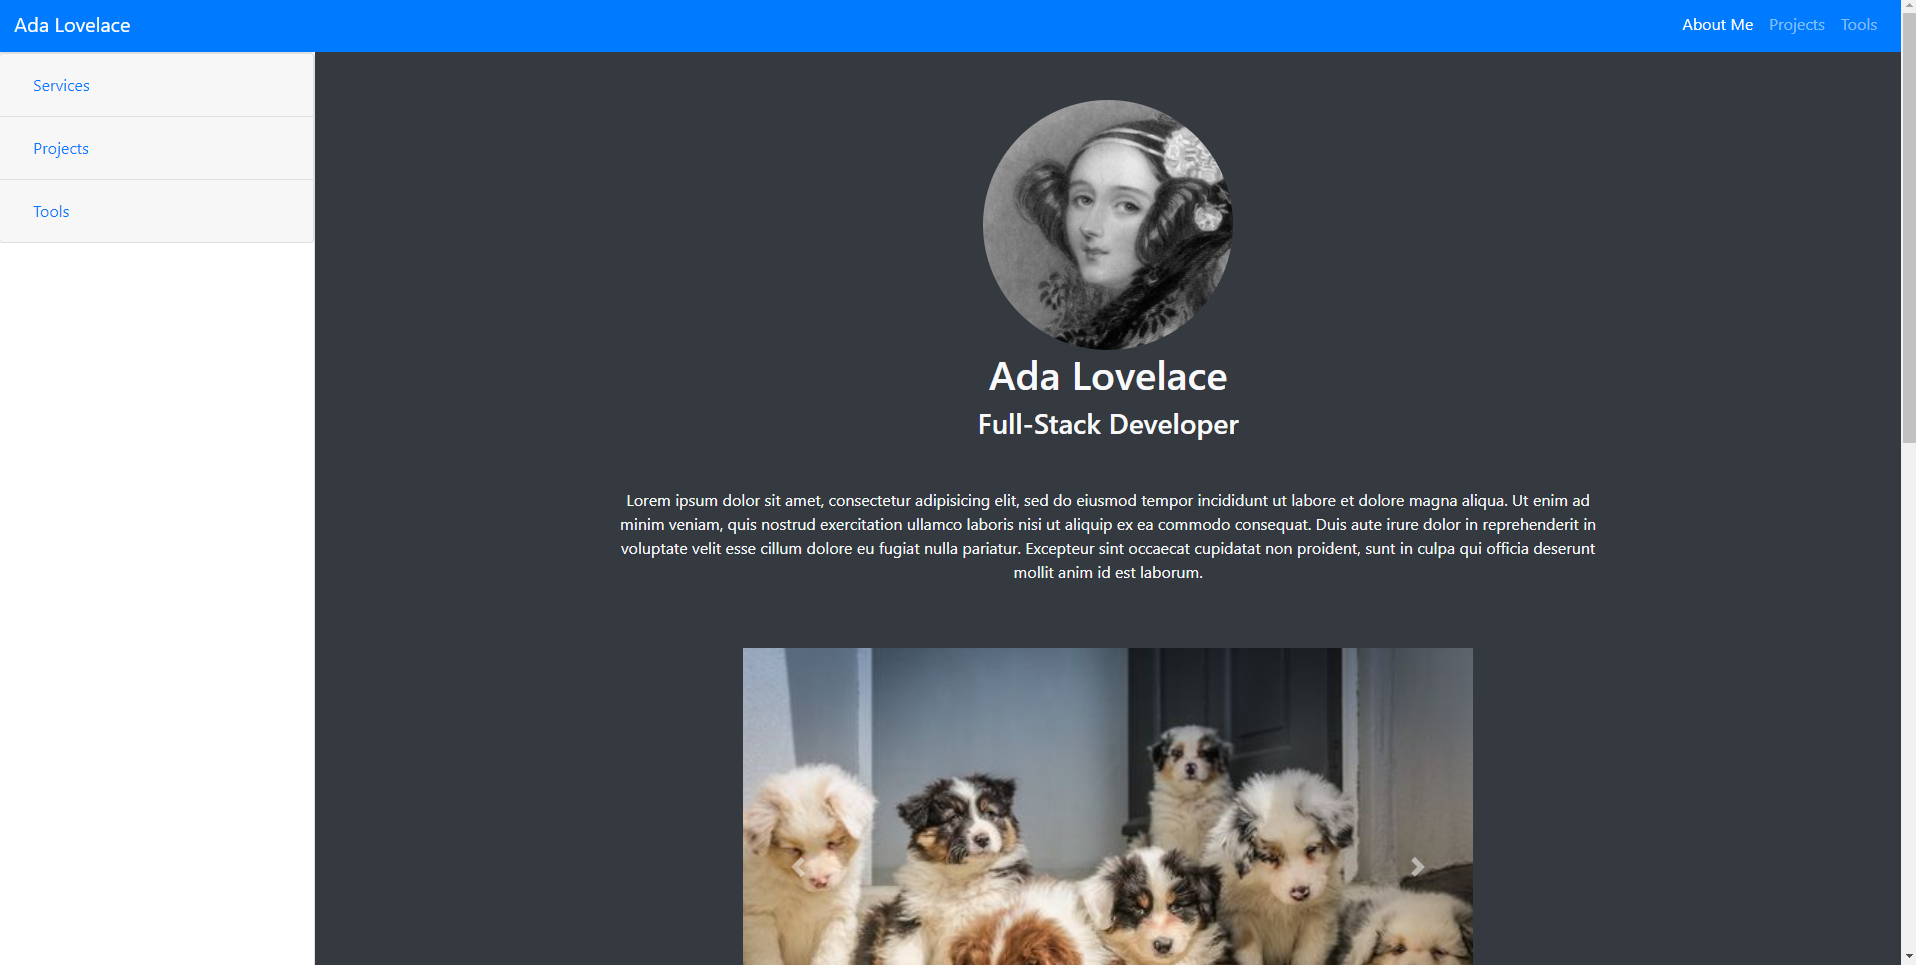 Ada Lovelace
About Me Projects Tools
Services
Projects
Tools
Ada Lovelace
Full-Stack Developer
Lorem ipsum dolor sit amet, consectetur adipisicing elit, sed do eiusmod tempor incididunt ut labore et dolore magna aliqua. Ut enim ad
minim veniam, quis nostrud exercitation ullamco laboris nisi ut aliquip ex ea commodo consequat. Duis aute irure dolor in reprehenderit in
voluptate velit esse cillum dolore eu fugiat nulla pariatur. Excepteur sint occaecat cupidatat non proident, sunt in culpa qui officia deserunt
mollit anim id est laborum.